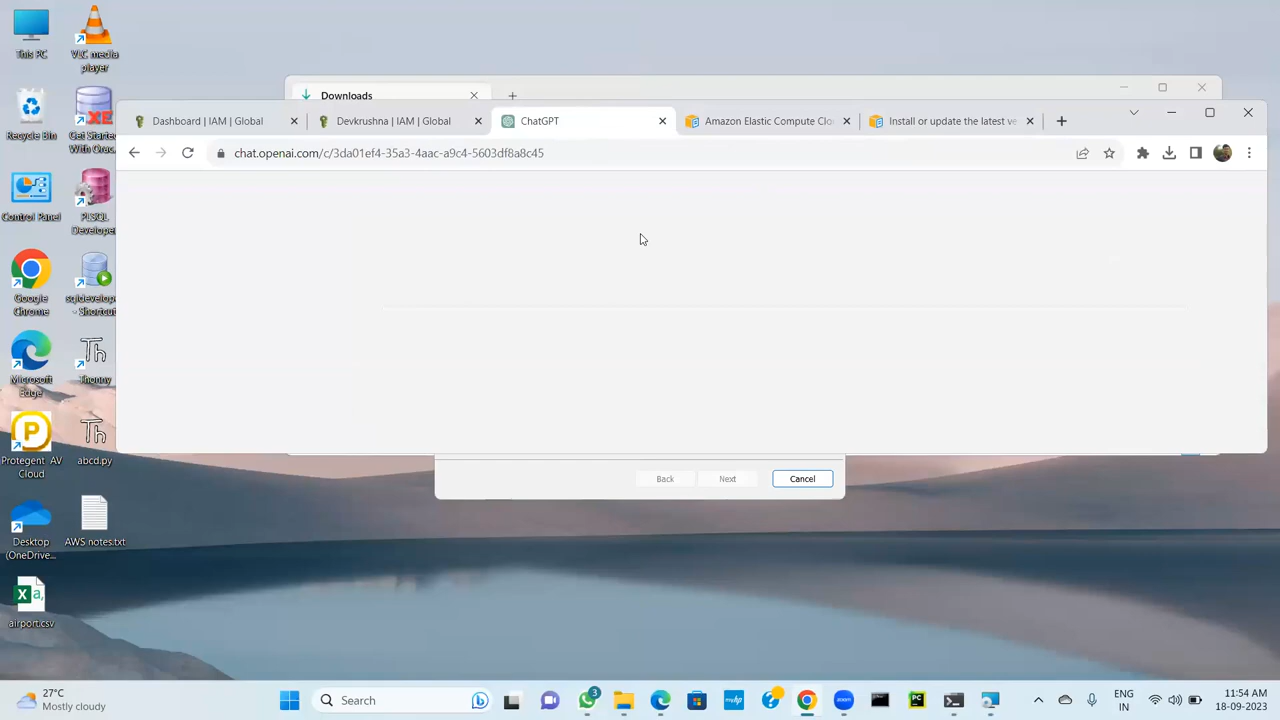 This PC
VLC media
player
Recycle Bin
Get Started
With Orac...
Control Panel
PLSQL
Develope...
Google
Chrome
sqldevelope...
- Shortcut
Microsoft
Edge
Thonny
Protegent AV
Cloud
abcd.py
Desktop
(OneDrive...
AWS notes.txt
airport.csv
Downloads
Dashboard | IAM | Global
Devkrushna | IAM | Global
ChatGPT
Amazon Elastic Compute Clo
Install or update the latest ve
chat.openai.com/c/3da01ef4-35a3-4aac-a9c4-5603df8a8c45
Back
Next
Cancel
27°C
Mostly cloudy
Search
3
ENG
IN
11:54 AM
18-09-2023